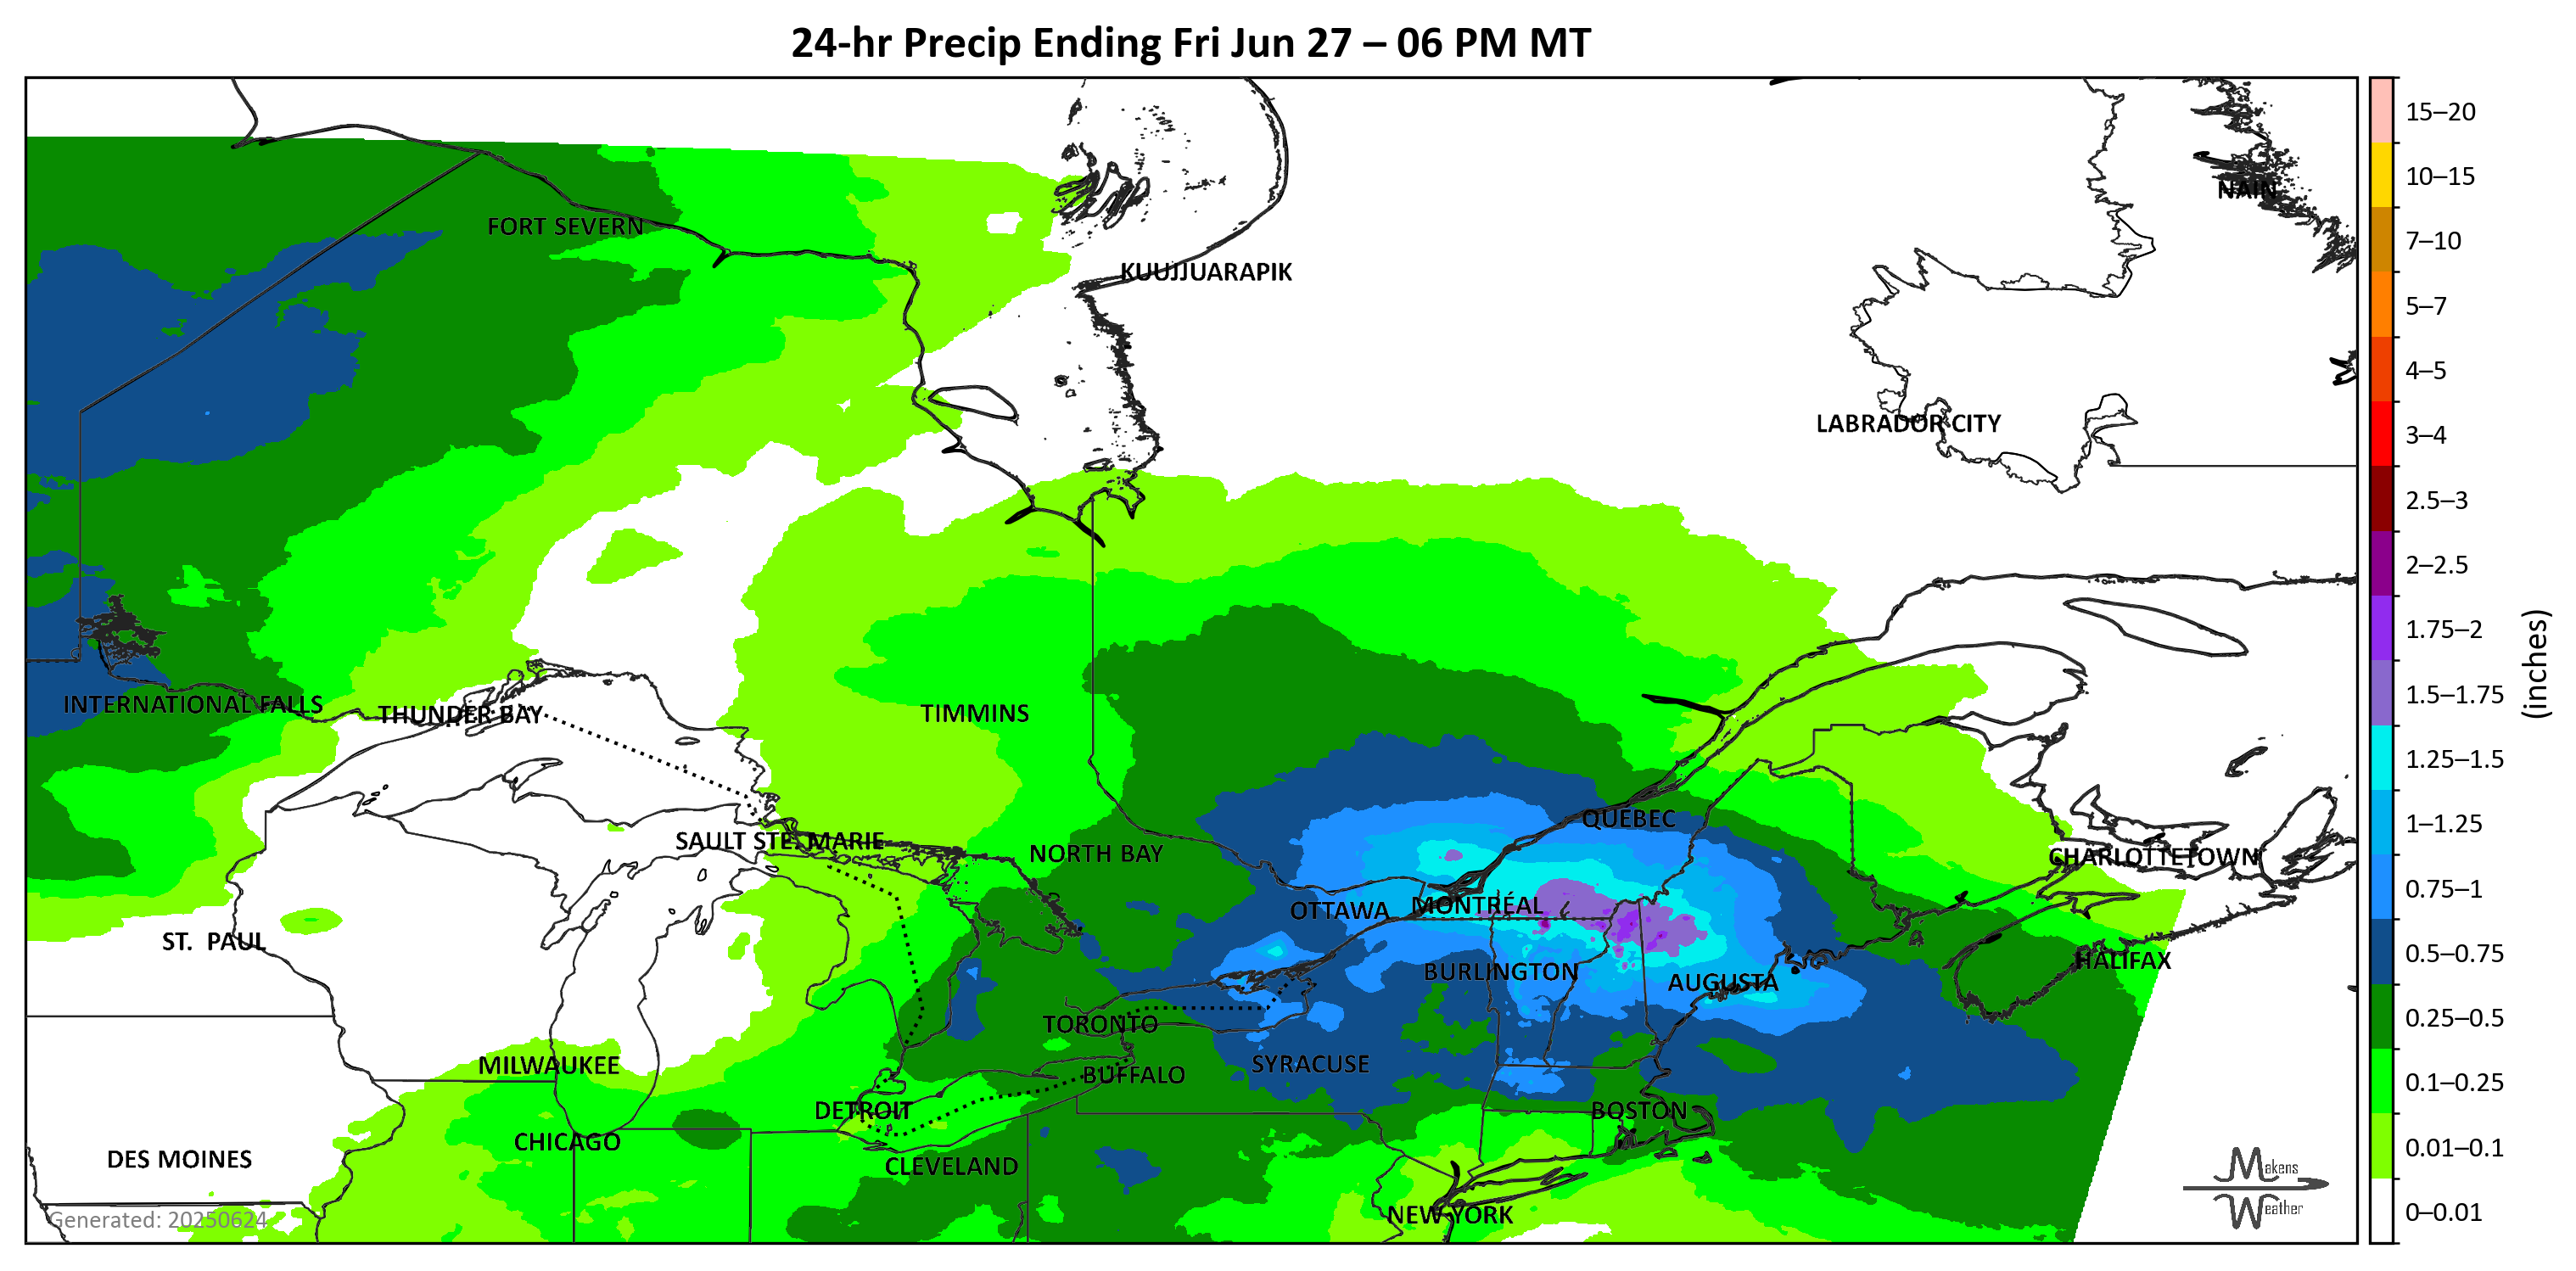 24-hr Precip Ending Fri Jun 27 – 06 PM MT
15–20
10–15
NAIN
FORT SEVERN
7–10
KUUJJUARAPIK
5–7
4–5
LABRADOR CITY
3–4
2.5–3
2–2.5
1.75–2
(inches)
1.5–1.75
INTERNATIONAL FALLS
THUNDER BAY
TIMMINS
1.25–1.5
QUEBEC
1–1.25
SAULT STE. MARIE
NORTH BAY
CHARLOTTETOWN
0.75–1
OTTAWA
MONTRÉAL
ST. PAUL
0.5–0.75
HALIFAX
BURLINGTON
AUGUSTA
0.25–0.5
TORONTO
MILWAUKEE
SYRACUSE
BUFFALO
0.1–0.25
DETROIT
BOSTON
CHICAGO
0.01–0.1
DES MOINES
CLEVELAND
Makens
Weather
NEW YORK
0–0.01
Generated: 20250624